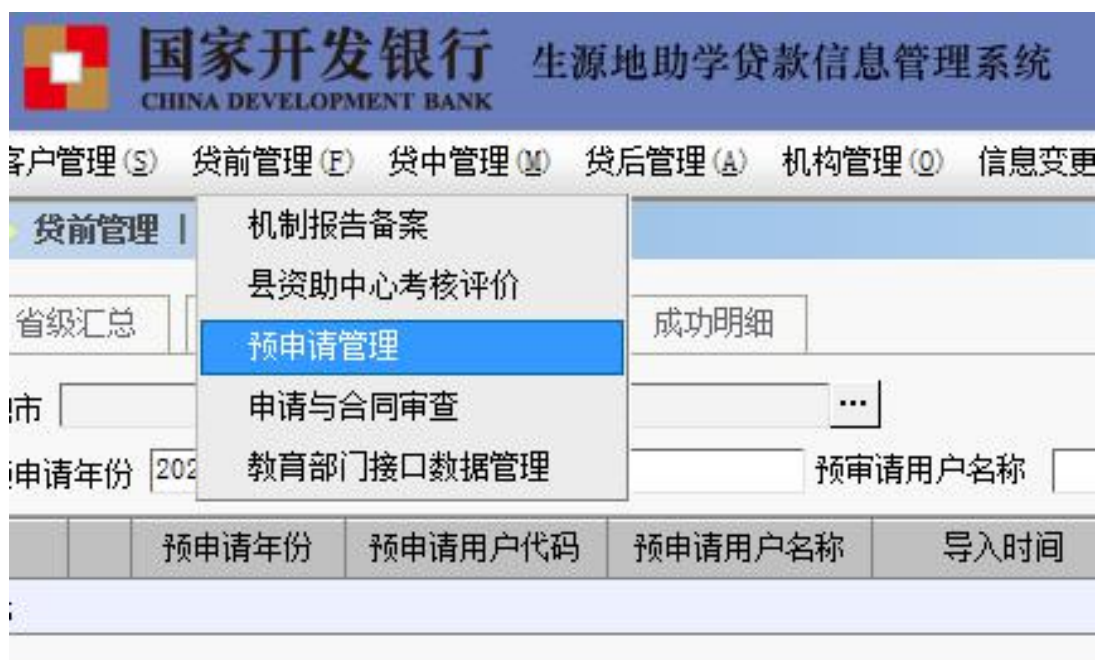 国家开发银行 生源地助学贷款信息管理系统
CHINA DEVELOPMENT BANK
客户管理(S) 贷前管理(F) 贷中管理(M) 贷后管理(A) 机构管理(O) 信息变更
贷前管理 |
机制报告备案
县资助中心考核评价
省级汇总
成功明细
预申请管理
市
申请与合同审查
...
申请年份 202
教育部门接口数据管理
预审请用户名称
预申请年份 预申请用户代码 预申请用户名称 导入时间